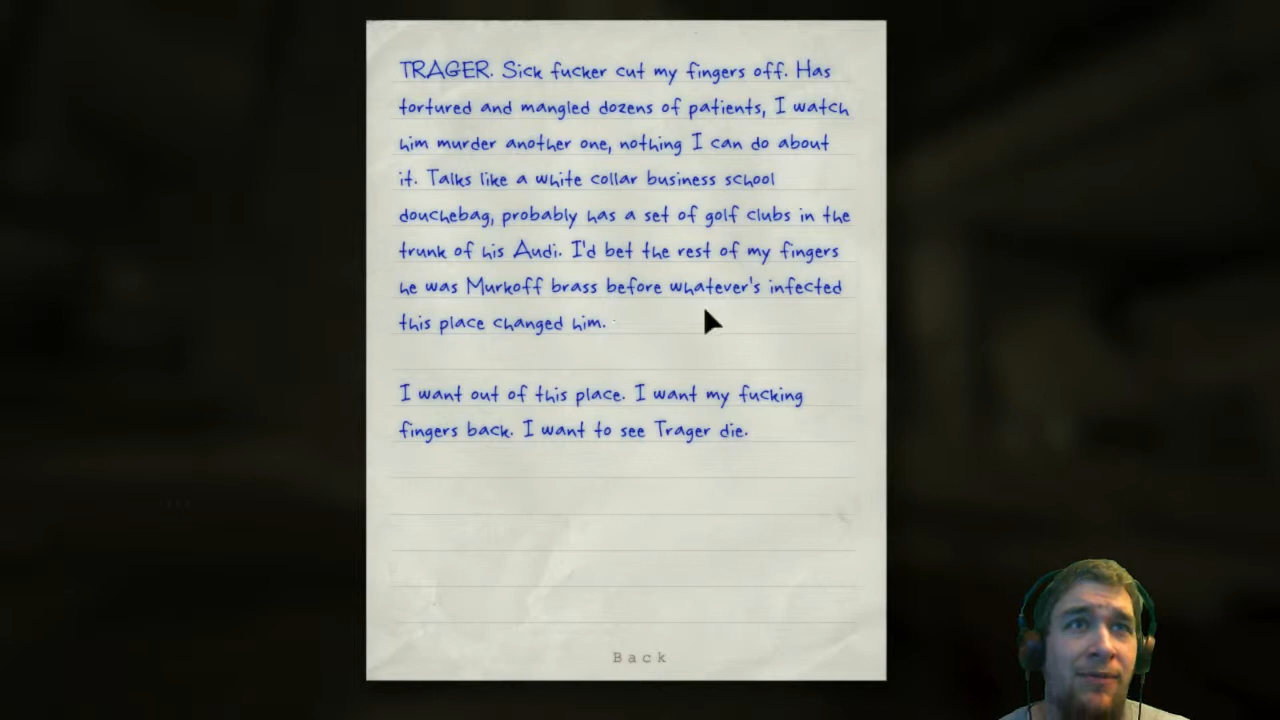 TRAGER. Sick fucker cut my fingers off. Has
tortured and mangled dozens of patients, I watch
him murder another one, nothing I can do about
it. Talks like a white collar business school
douchebag, probably has a set of golf clubs in the
trunk of his Audi. I'd bet the rest of my fingers
he was Murkoff brass before whatever's infected
this place changed him.
I want out of this place. I want my fucking
fingers back. I want to see Trager die.
Back